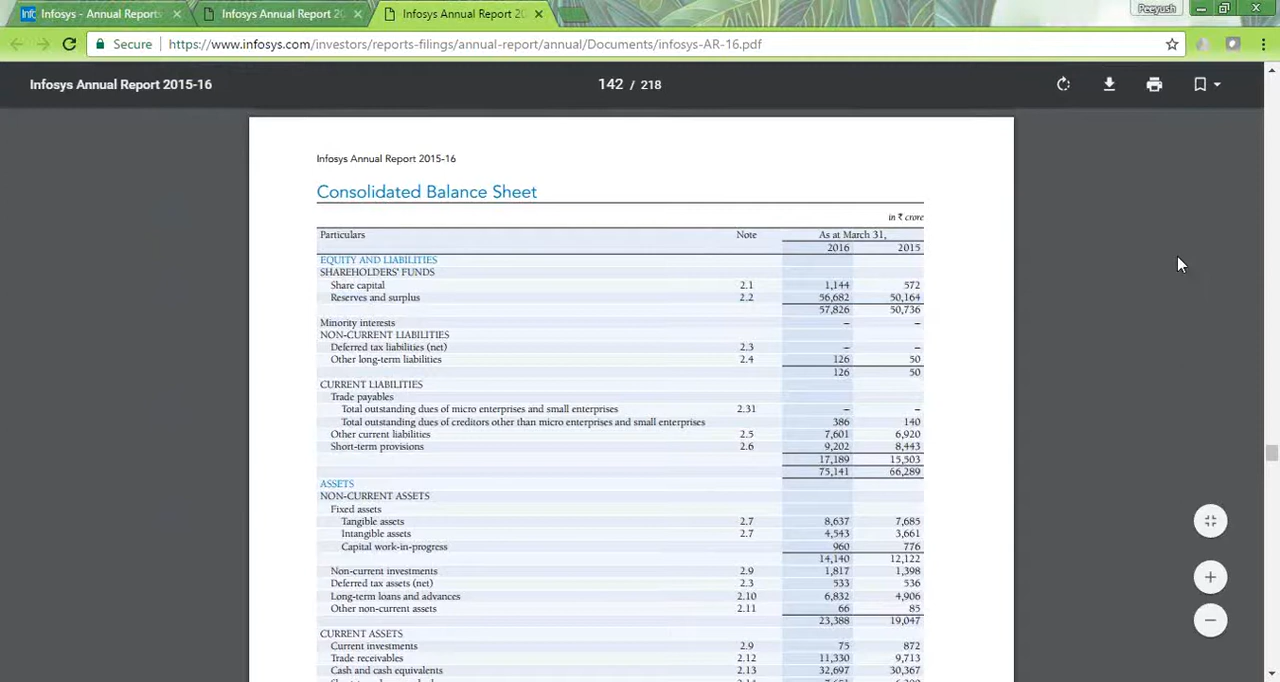 Infosys - Annual Reports
Infosys Annual Report 20
Infosys Annual Report 20
Peeyush
Secure | https://www.infosys.com/investors/reports-filings/annual-report/annual/Documents/infosys-AR-16.pdf
Infosys Annual Report 2015-16 142 / 218
Infosys Annual Report 2015-16
Consolidated Balance Sheet
in ₹ crore
Particulars Note As at March 31,
2016 2015
EQUITY AND LIABILITIES
SHAREHOLDERS' FUNDS
Share capital 2.1 1,144 572
Reserves and surplus 2.2 56,682 50,164
57,826 50,736
Minority interests – –
NON-CURRENT LIABILITIES
Deferred tax liabilities (net) 2.3 – –
Other long-term liabilities 2.4 126 50
126 50
CURRENT LIABILITIES
Trade payables
Total outstanding dues of micro enterprises and small enterprises 2.31 – –
Total outstanding dues of creditors other than micro enterprises and small enterprises 386 140
Other current liabilities 2.5 7,601 6,920
Short-term provisions 2.6 9,202 8,443
17,189 15,503
75,141 66,289
ASSETS
NON-CURRENT ASSETS
Fixed assets
Tangible assets 2.7 8,637 7,685
Intangible assets 2.7 4,543 3,661
Capital work-in-progress 960 776
14,140 12,122
Non-current investments 2.9 1,817 1,398
Deferred tax assets (net) 2.3 533 536
Long-term loans and advances 2.10 6,832 4,906
Other non-current assets 2.11 66 85
23,388 19,047
CURRENT ASSETS
Current investments 2.9 75 872
Trade receivables 2.12 11,330 9,713
Cash and cash equivalents 2.13 32,697 30,367